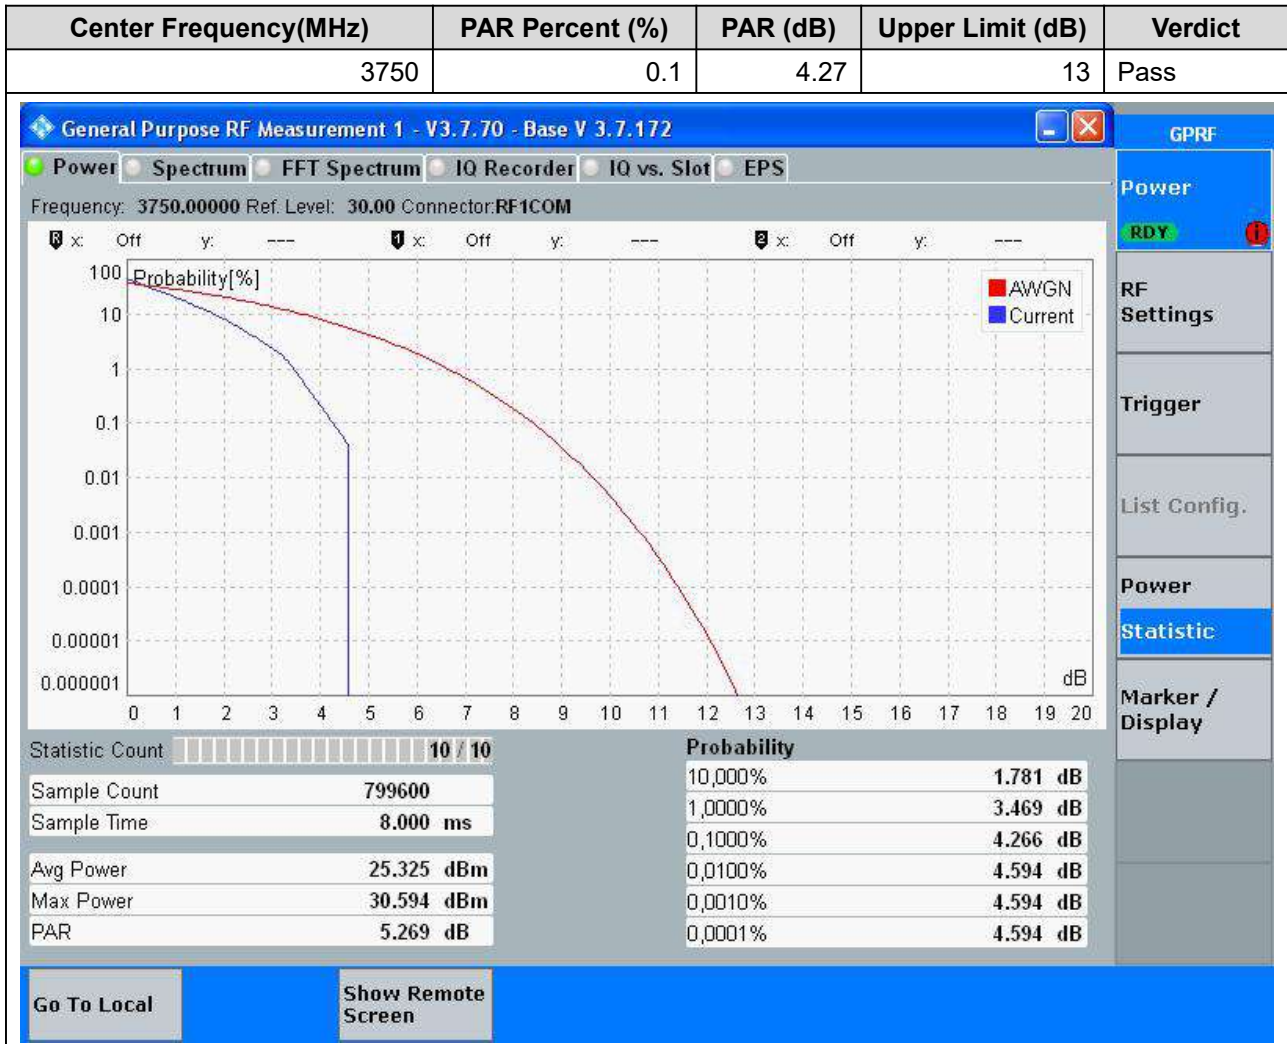 Center Frequency(MHz) PAR Percent (%) PAR (dB) Upper Limit (dB) Verdict
3750 0.1 4.27 13 Pass
General Purpose RF Measurement 1 - V3.7.70 - Base V 3.7.172
GPRF
Power Spectrum FFT Spectrum IQ Recorder IQ vs. Slot EPS
Frequency: 3750.00000 Ref. Level: 30.00 Connector:RF1COM
R x: Off y: --- 1 x: Off y: --- 2 x: Off y: ---
Probability[%]
100
10
1
0.1
0.01
0.001
0.0001
0.00001
0.000001
AWGN
Current
dB
0 1 2 3 4 5 6 7 8 9 10 11 12 13 14 15 16 17 18 19 20
Statistic Count 10 / 10
Sample Count 799600
Sample Time 8.000 ms
Avg Power 25.325 dBm
Max Power 30.594 dBm
PAR 5.269 dB
Probability
10,000% 1.781 dB
1,0000% 3.469 dB
0,1000% 4.266 dB
0,0100% 4.594 dB
0,0010% 4.594 dB
0,0001% 4.594 dB
Power
RDY
RF
Settings
Trigger
List Config.
Power
Statistic
Marker /
Display
Go To Local
Show Remote
Screen